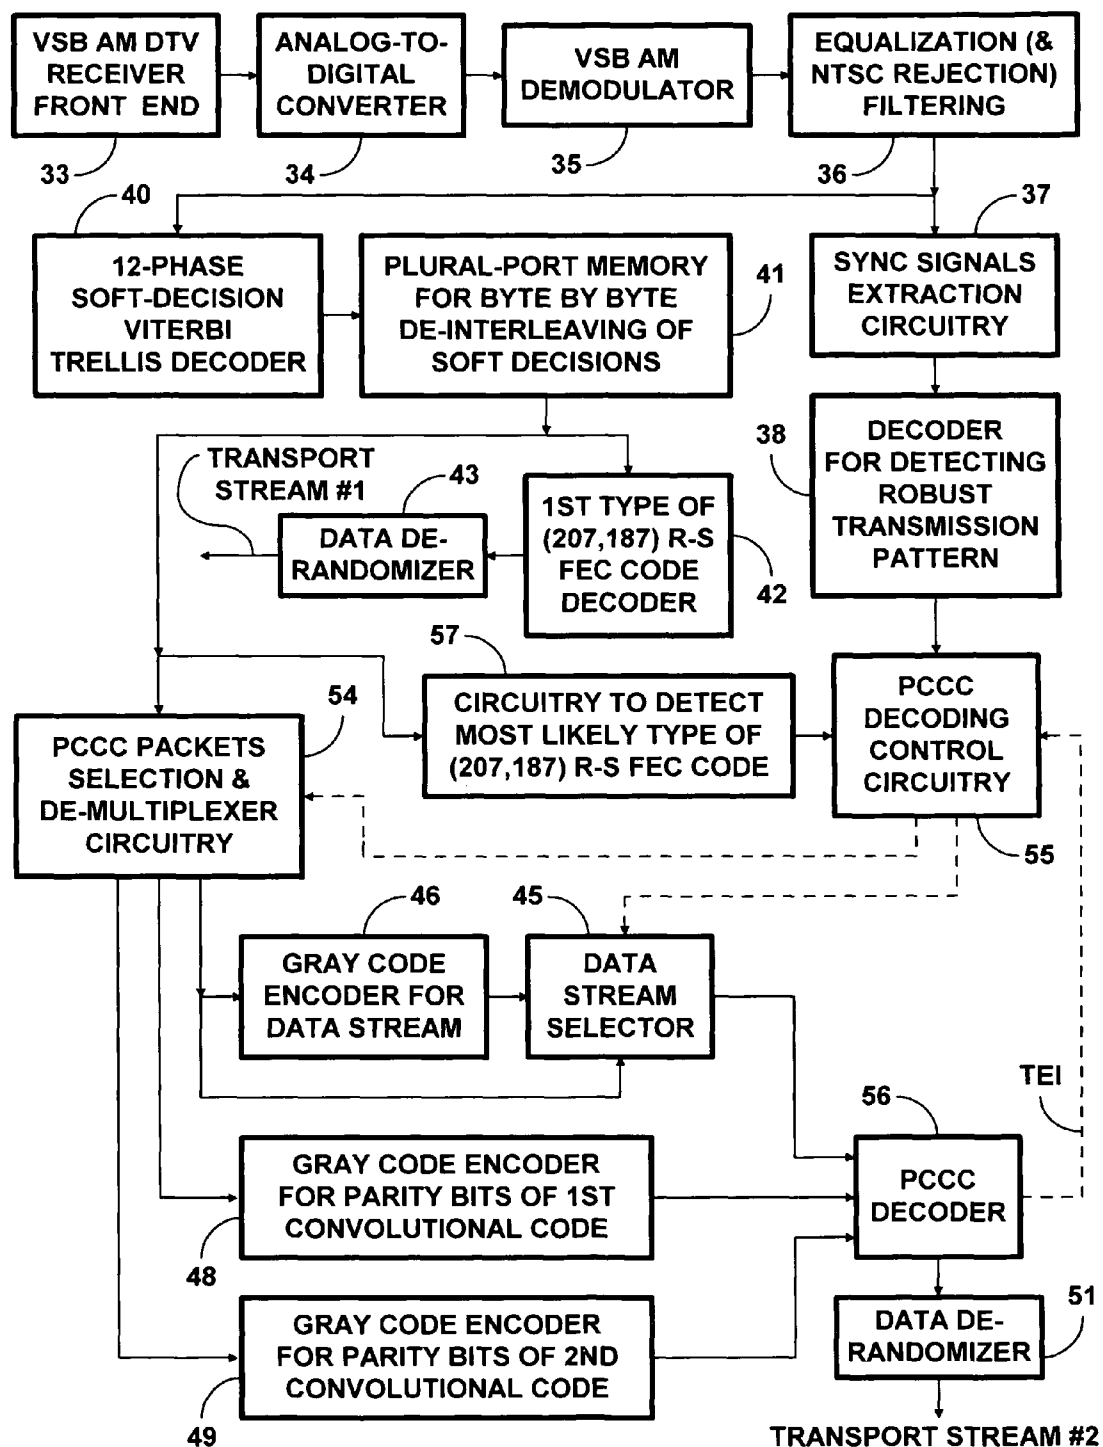 VSB AM DTV
RECEIVER
FRONT END
33
ANALOG-TO-
DIGITAL
CONVERTER
34
VSB AM
DEMODULATOR
35
EQUALIZATION (&
NTSC REJECTION)
FILTERING
36
40
12-PHASE
SOFT-DECISION
VITERBI
TRELLIS DECODER
PLURAL-PORT MEMORY
FOR BYTE BY BYTE
DE-INTERLEAVING OF
SOFT DECISIONS
41
37
SYNC SIGNALS
EXTRACTION
CIRCUITRY
38
DECODER
FOR DETECTING
ROBUST
TRANSMISSION
PATTERN
TRANSPORT
STREAM #1
43
DATA DE-
RANDOMIZER
1ST TYPE OF
(207,187) R-S
FEC CODE
DECODER
42
57
CIRCUITRY TO DETECT
MOST LIKELY TYPE OF
(207,187) R-S FEC CODE
PCCC
DECODING
CONTROL
CIRCUITRY
55
54
PCCC PACKETS
SELECTION &
DE-MULTIPLEXER
CIRCUITRY
46
GRAY CODE
ENCODER FOR
DATA STREAM
45
DATA
STREAM
SELECTOR
TEI
56
PCCC
DECODER
GRAY CODE ENCODER
FOR PARITY BITS OF 1ST
CONVOLUTIONAL CODE
48
GRAY CODE ENCODER
FOR PARITY BITS OF 2ND
CONVOLUTIONAL CODE
49
51
DATA DE-
RANDOMIZER
TRANSPORT STREAM #2